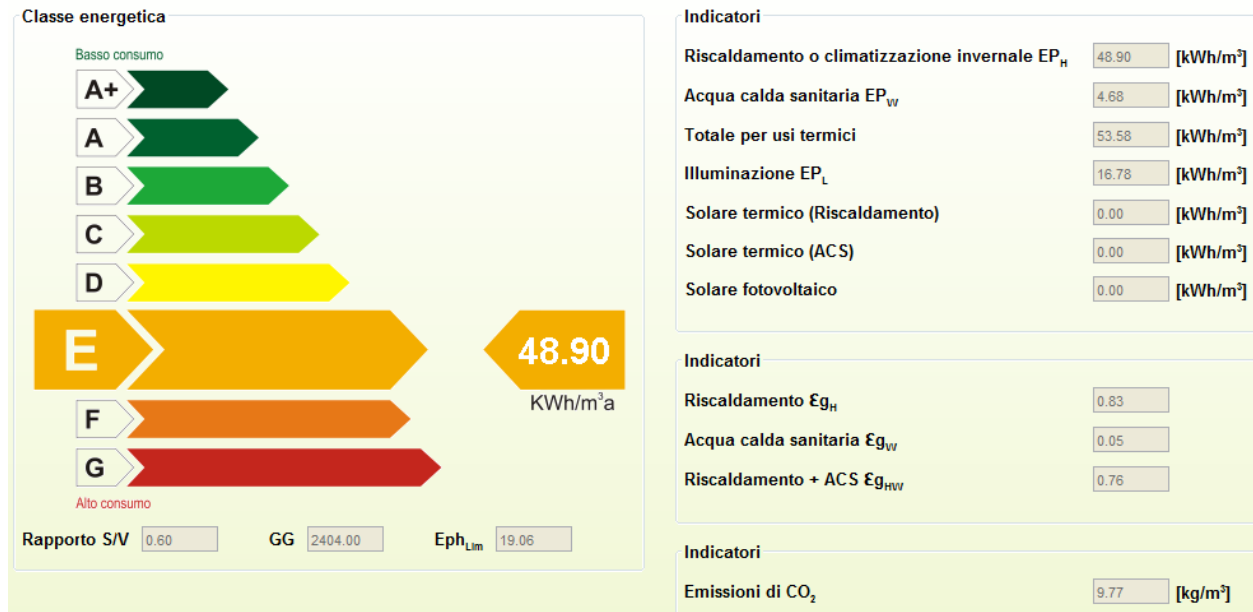 Classe energetica
Basso consumo
A+
A
B
C
D
E
48.90
KWh/m³a
F
G
Alto consumo
Rapporto S/V 0.60 GG 2404.00 Eph_Lim 19.06
Indicatori
Riscaldamento o climatizzazione invernale EP_H 48.90 [kWh/m³]
Acqua calda sanitaria EP_W 4.68 [kWh/m³]
Totale per usi termici 53.58 [kWh/m³]
Illuminazione EP_L 16.78 [kWh/m³]
Solare termico (Riscaldamento) 0.00 [kWh/m³]
Solare termico (ACS) 0.00 [kWh/m³]
Solare fotovoltaico 0.00 [kWh/m³]
Indicatori
Riscaldamento Ɛg_H 0.83
Acqua calda sanitaria Ɛg_W 0.05
Riscaldamento + ACS Ɛg_HW 0.76
Indicatori
Emissioni di CO₂ 9.77 [kg/m³]